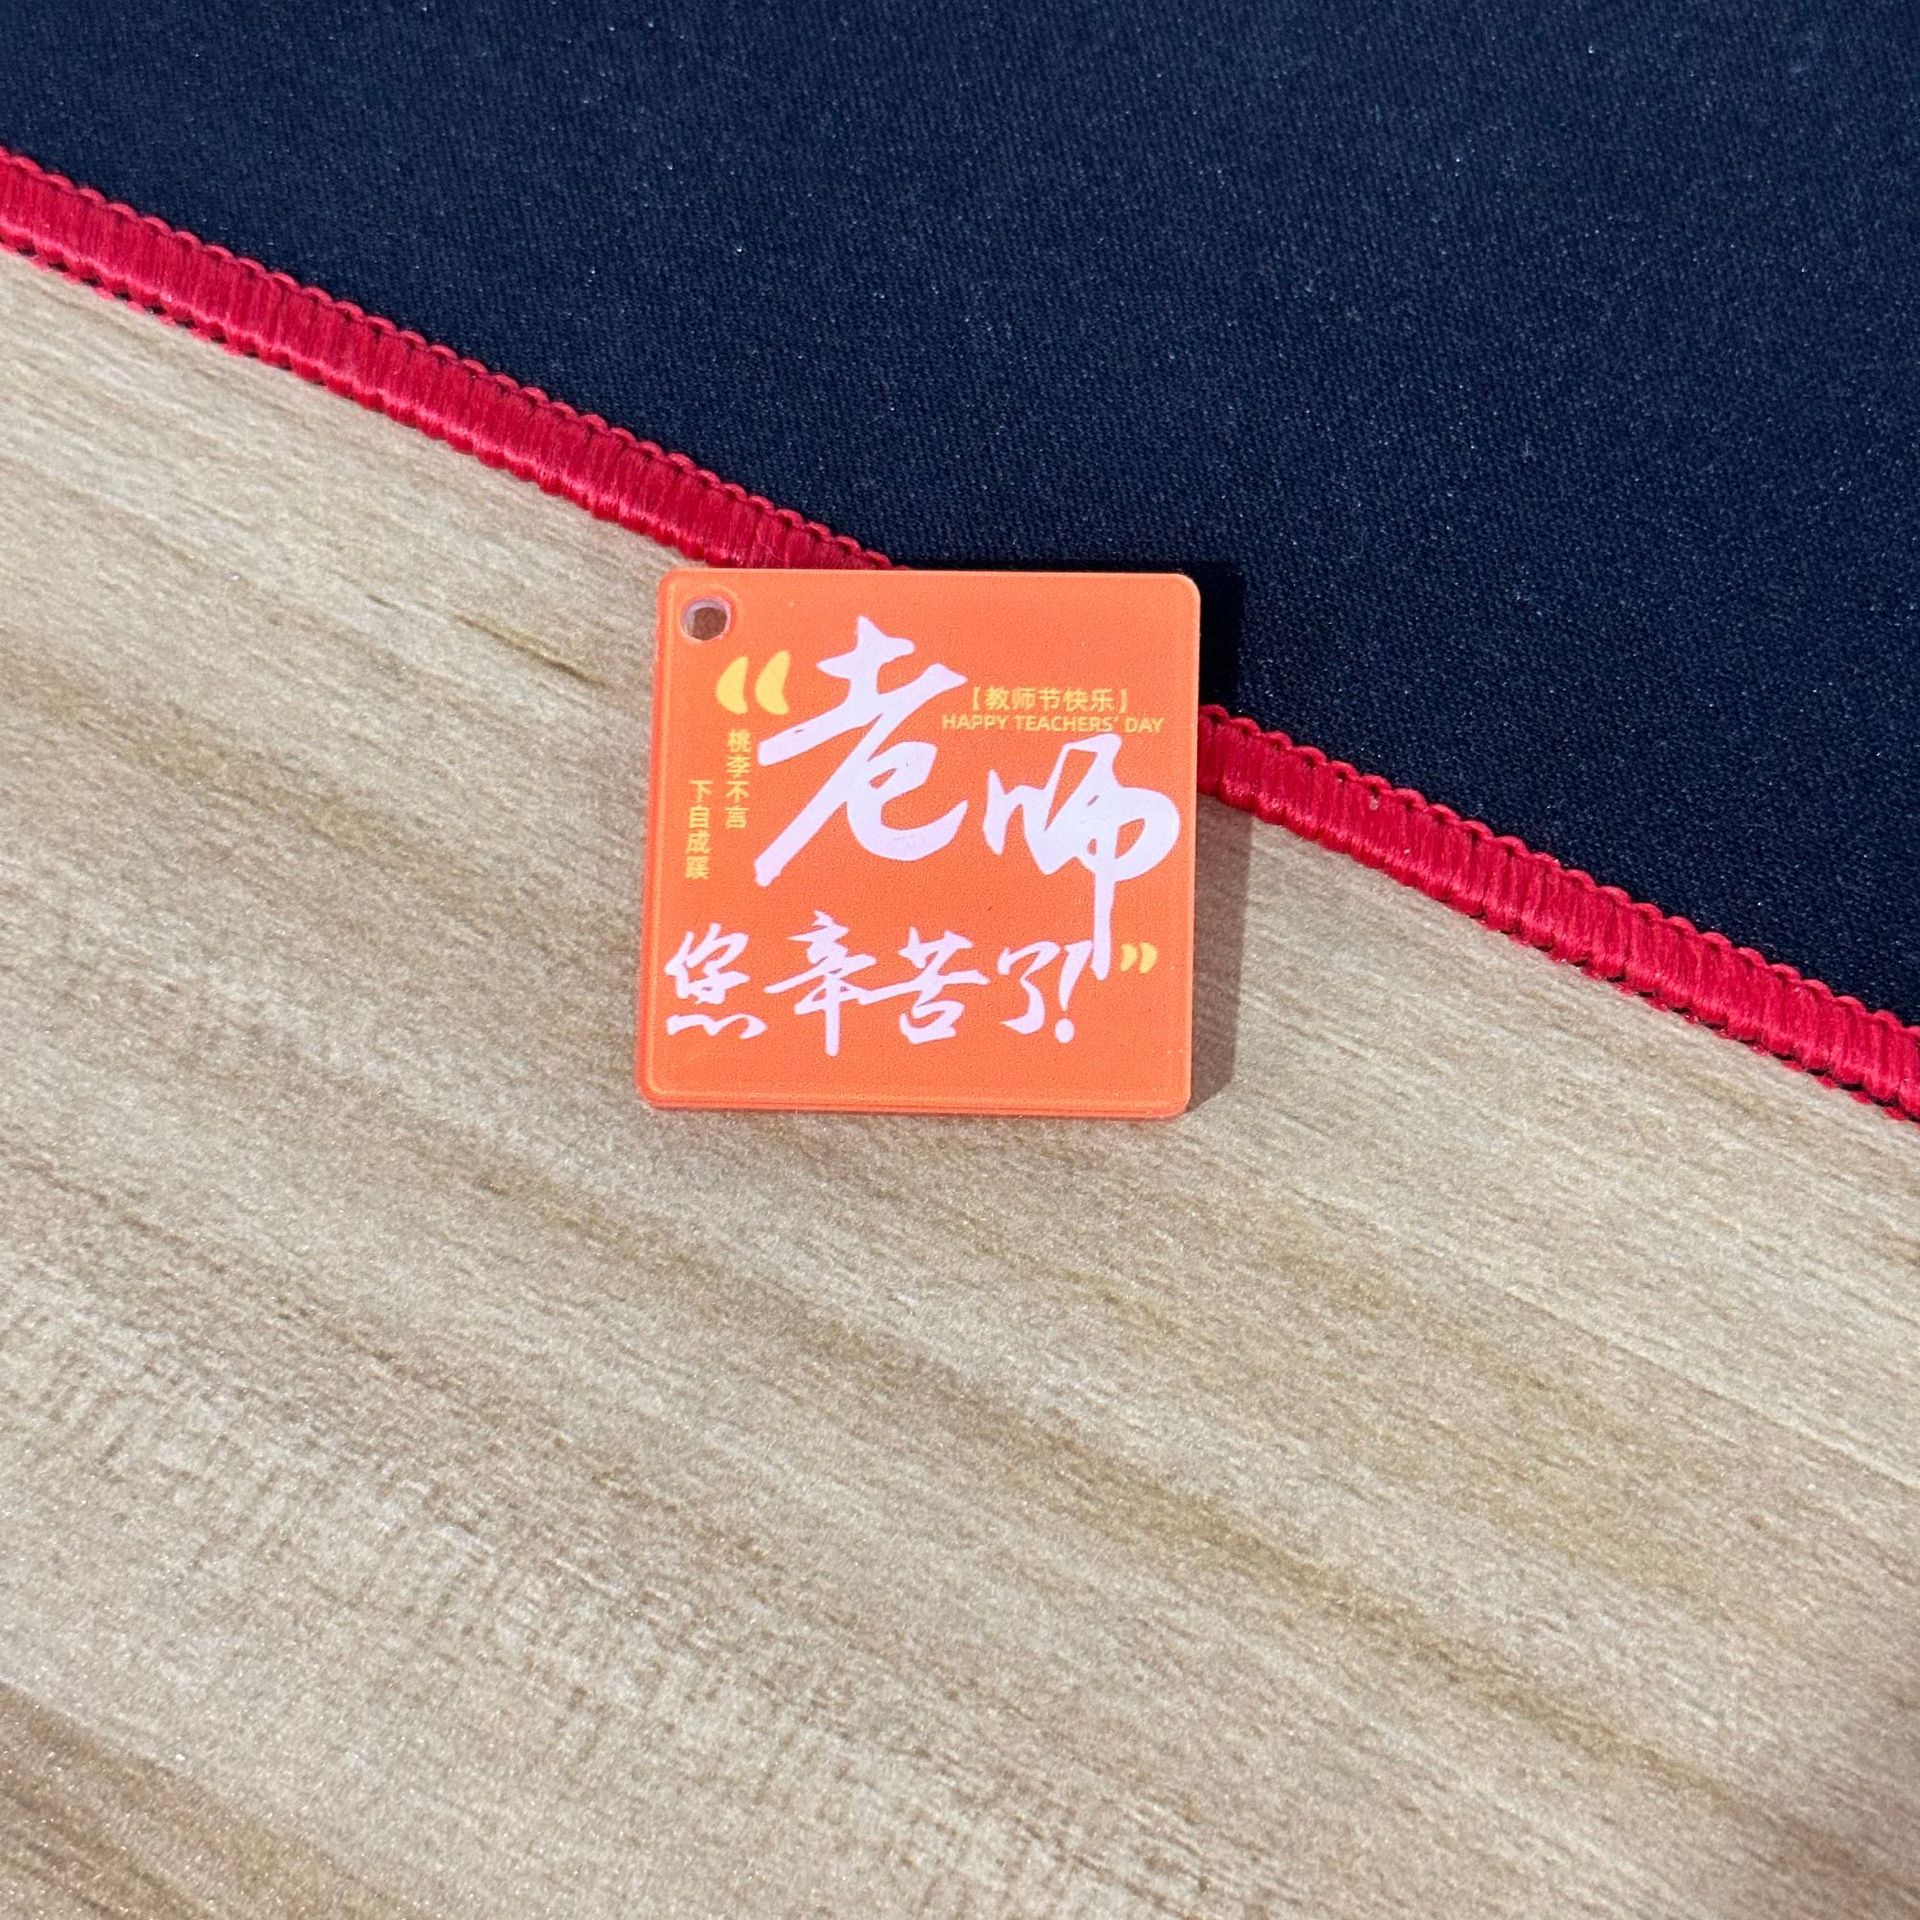 “老师
【教师节快乐】
HAPPY TEACHERS' DAY
桃李不言
下自成蹊
您辛苦了!”